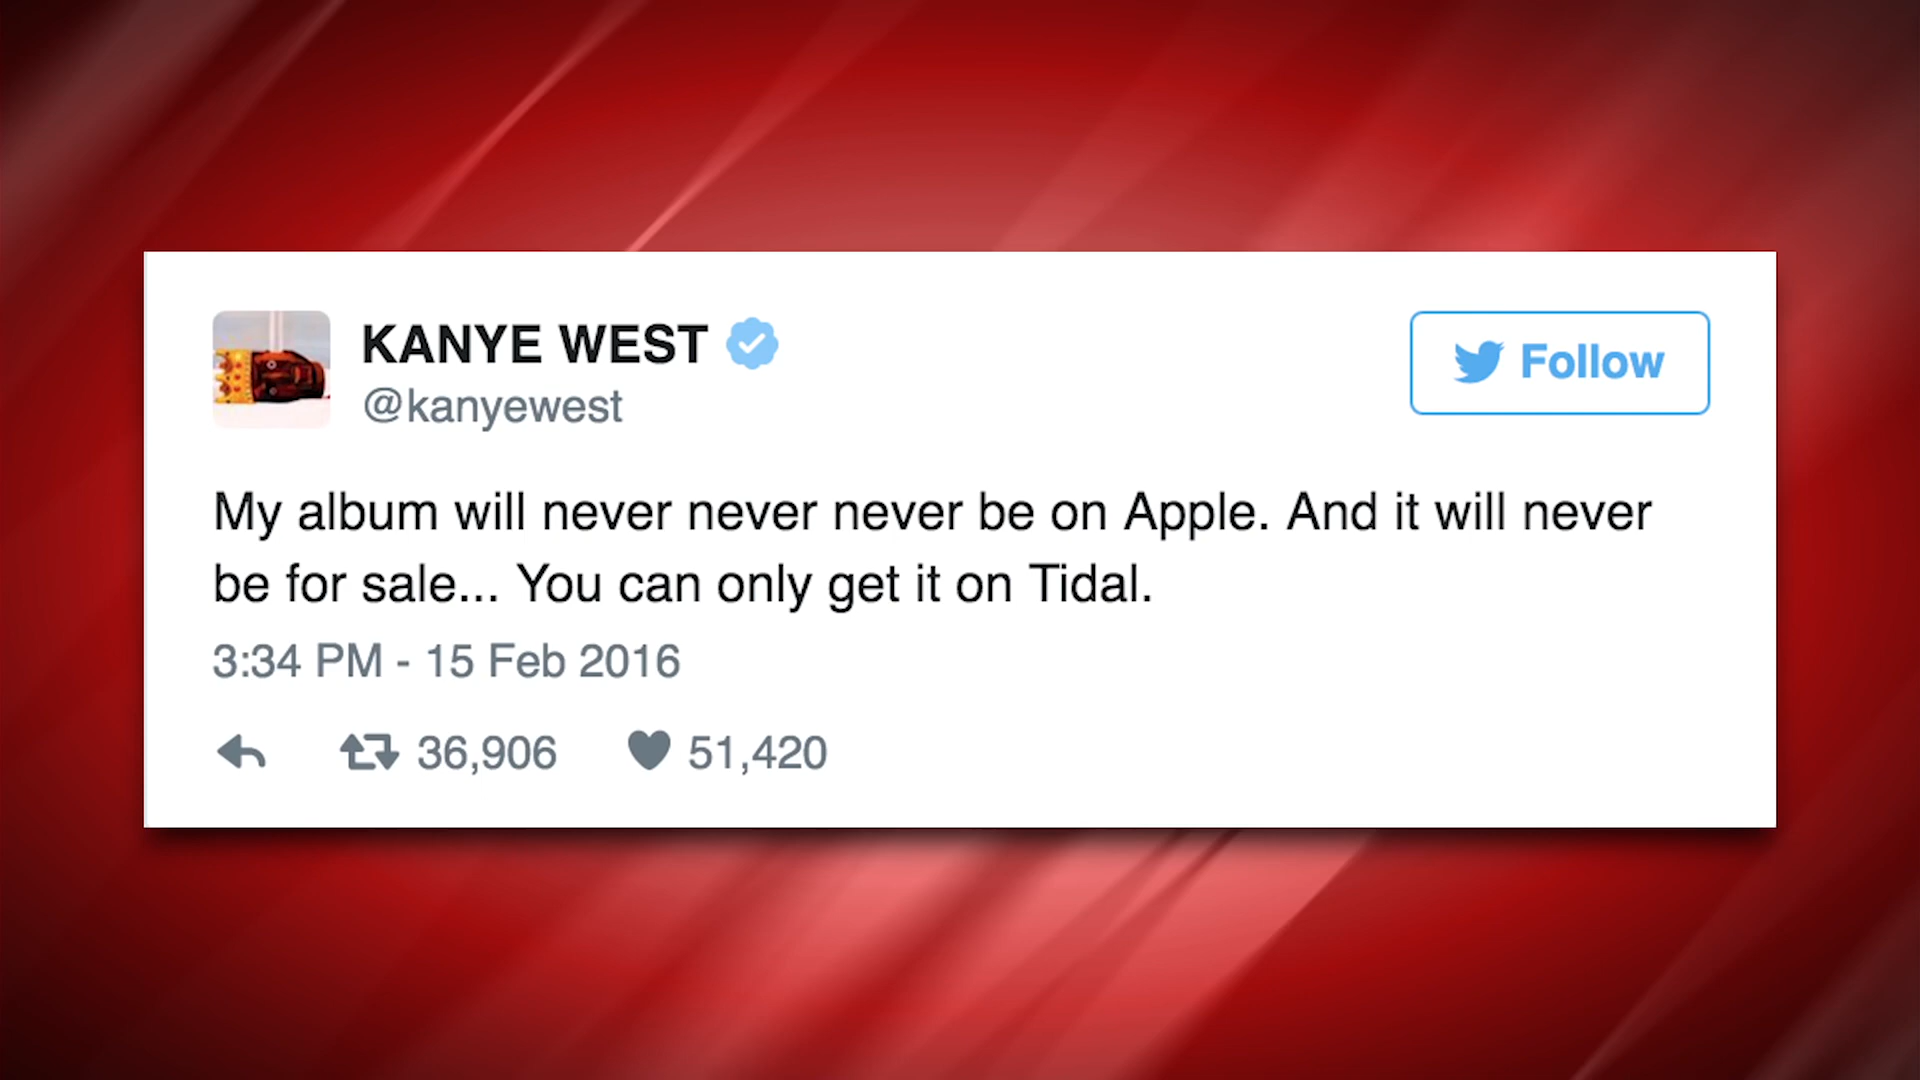 KANYE WEST
@kanyewest
Follow
My album will never never never be on Apple. And it will never
be for sale... You can only get it on Tidal.
3:34 PM - 15 Feb 2016
36,906 51,420